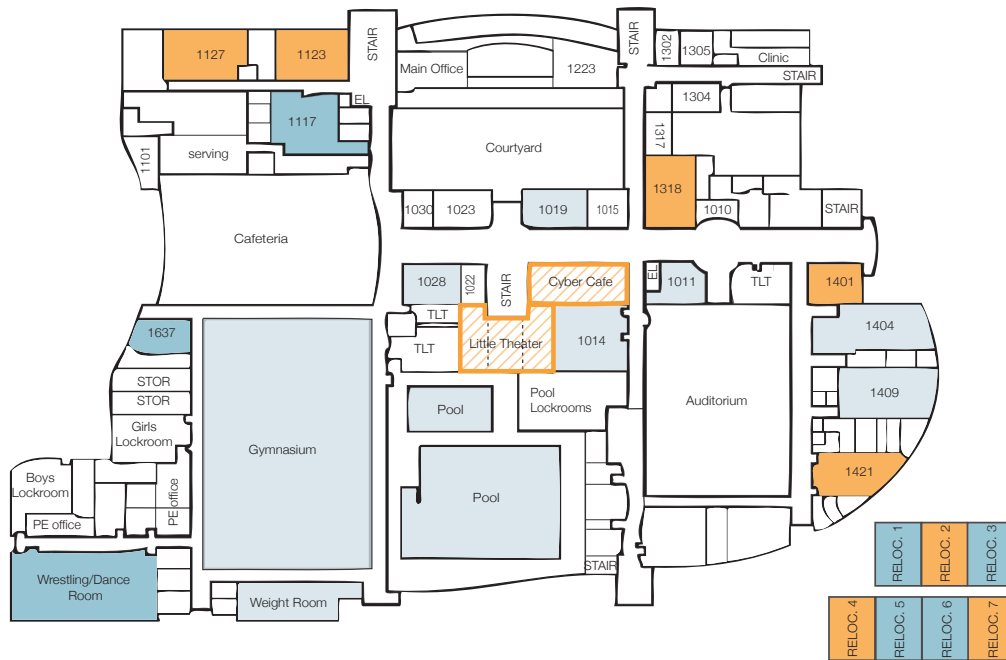 1127
1123
STAIR
Main Office
1223
STAIR
1302
1305
Clinic
STAIR
EL
1117
1304
1101
serving
Courtyard
1317
1318
1030
1023
1019
1015
1010
STAIR
Cafeteria
1028
1022
STAIR
Cyber Cafe
EL
1011
TLT
1401
1637
TLT
TLT
Little Theater
1014
1404
STOR
STOR
Pool
Pool
Lockrooms
Auditorium
1409
Girls
Lockroom
Gymnasium
Boys
Lockroom
PE office
PE office
Pool
1421
STAIR
Wrestling/Dance
Room
Weight Room
RELOC. 1
RELOC. 2
RELOC. 3
RELOC. 4
RELOC. 5
RELOC. 6
RELOC. 7